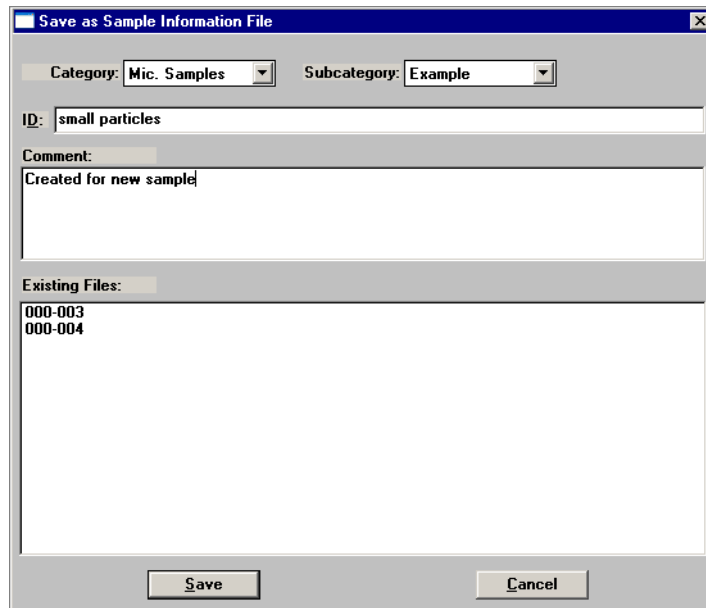 Save as Sample Information File
Category: Mic. Samples Subcategory: Example
ID: small particles
Comment:
Created for new sample
Existing Files:
000-003
000-004
Save Cancel